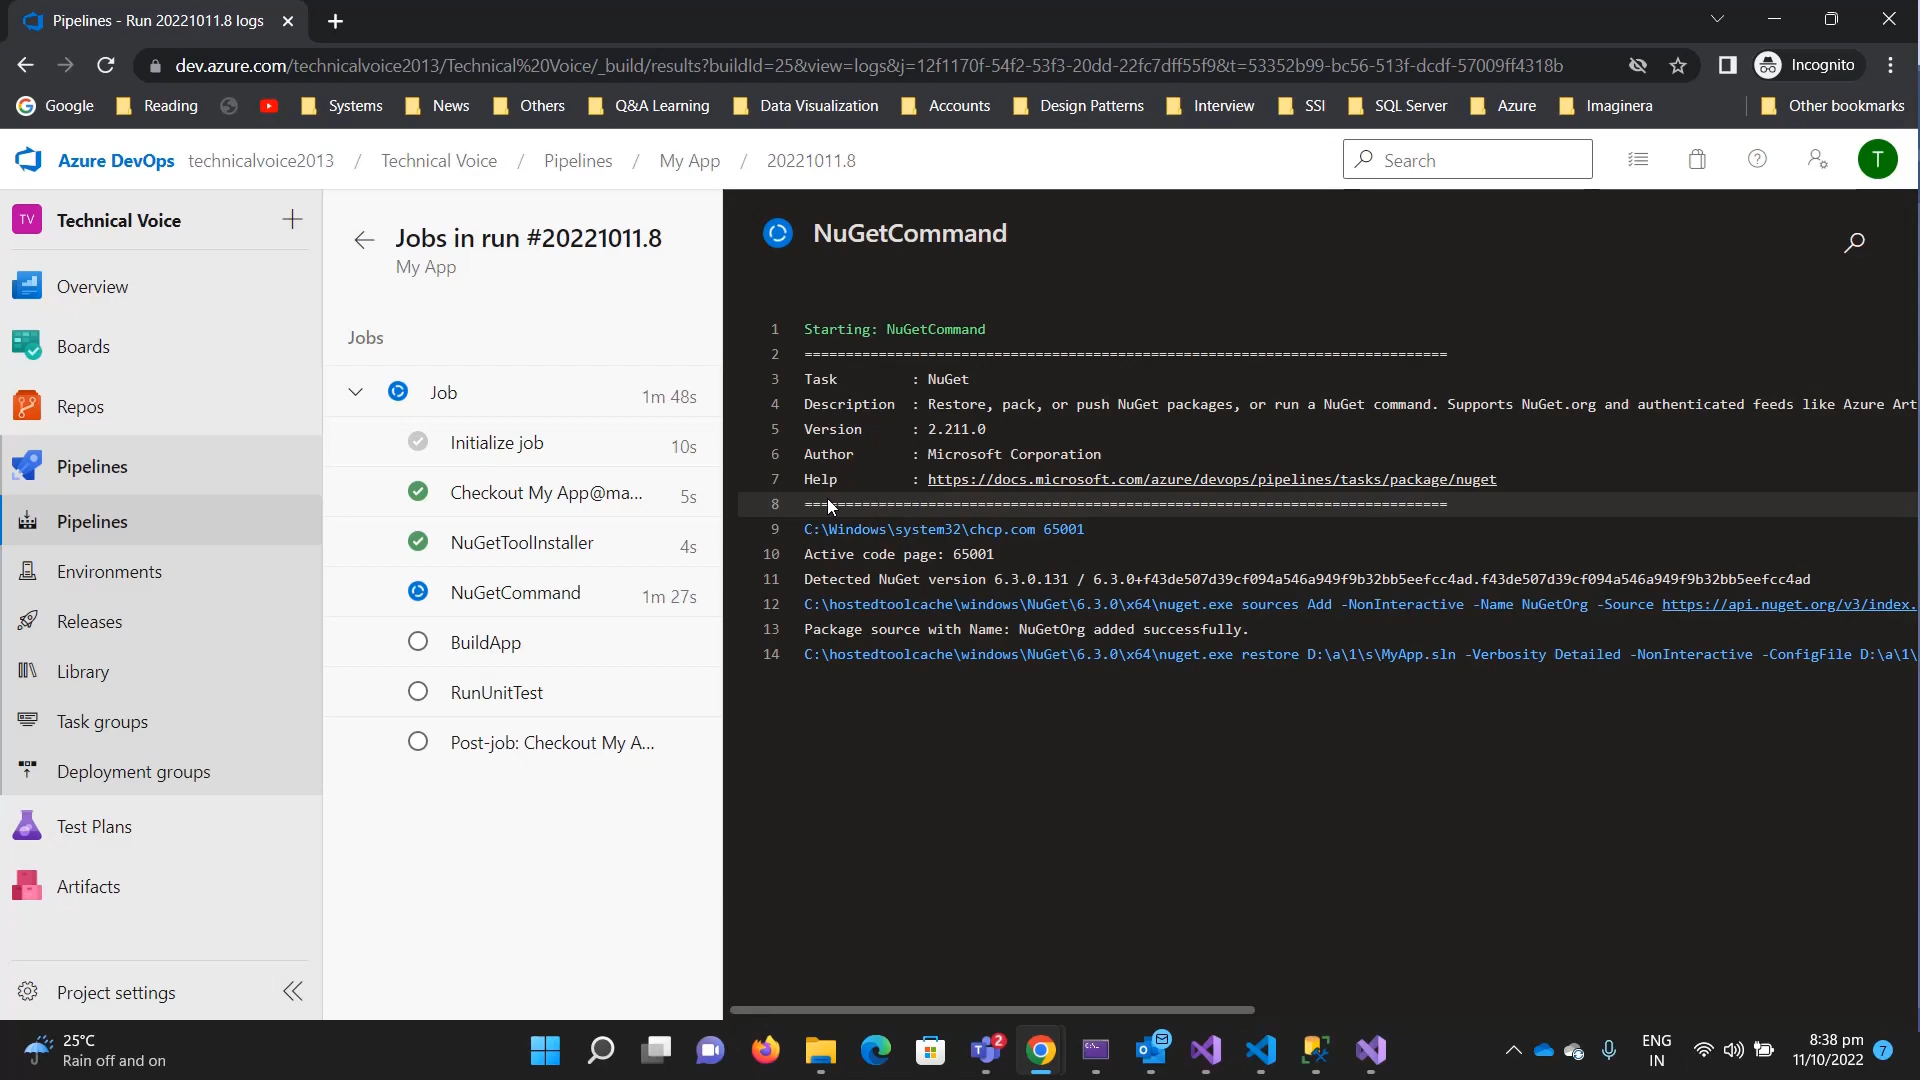 Pipelines - Run 20221011.8 logs
dev.azure.com/technicalvoice2013/Technical%20Voice/_build/results?buildId=25&view=logs&j=12f1170f-54f2-53f3-20dd-22fc7dff55f9&t=53352b99-bc56-513f-dcdf-57009ff4318b
Incognito
Google
Reading
Systems
News
Others
Q&A Learning
Data Visualization
Accounts
Design Patterns
Interview
SSI
SQL Server
Azure
Imaginera
Other bookmarks
Azure DevOps technicalvoice2013 / Technical Voice / Pipelines / My App / 20221011.8
Search
T
TV Technical Voice
Overview
Boards
Repos
Pipelines
Pipelines
Environments
Releases
Library
Task groups
Deployment groups
Test Plans
Artifacts
Project settings
Jobs in run #20221011.8
My App
Jobs
Job 1m 48s
Initialize job 10s
Checkout My App@ma... 5s
NuGetToolInstaller 4s
NuGetCommand 1m 27s
BuildApp
RunUnitTest
Post-job: Checkout My A...
NuGetCommand
1 Starting: NuGetCommand
2 ==============================================================================
3 Task : NuGet
4 Description : Restore, pack, or push NuGet packages, or run a NuGet command. Supports NuGet.org and authenticated feeds like Azure Art
5 Version : 2.211.0
6 Author : Microsoft Corporation
7 Help : https://docs.microsoft.com/azure/devops/pipelines/tasks/package/nuget
8 ==============================================================================
9 C:\Windows\system32\chcp.com 65001
10 Active code page: 65001
11 Detected NuGet version 6.3.0.131 / 6.3.0+f43de507d39cf094a546a949f9b32bb5eefcc4ad.f43de507d39cf094a546a949f9b32bb5eefcc4ad
12 C:\hostedtoolcache\windows\NuGet\6.3.0\x64\nuget.exe sources Add -NonInteractive -Name NuGetOrg -Source https://api.nuget.org/v3/index.
13 Package source with Name: NuGetOrg added successfully.
14 C:\hostedtoolcache\windows\NuGet\6.3.0\x64\nuget.exe restore D:\a\1\s\MyApp.sln -Verbosity Detailed -NonInteractive -ConfigFile D:\a\1\
25°C
Rain off and on
2
ENG
IN
8:38 pm
11/10/2022
7